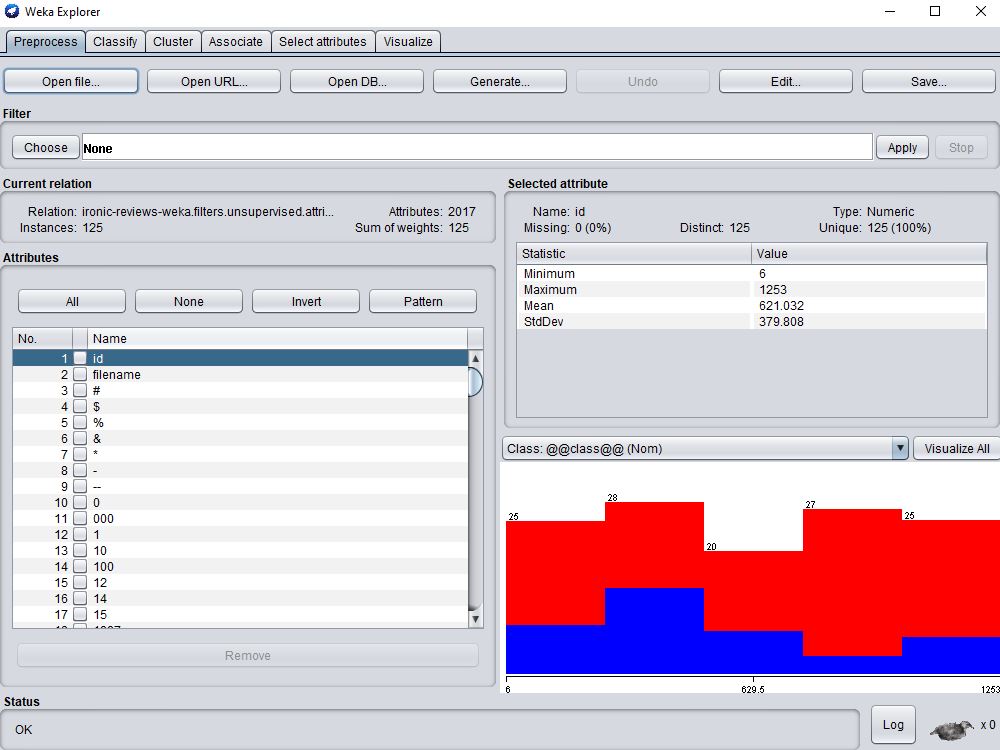 Weka Explorer
Preprocess Classify Cluster Associate Select attributes Visualize
Open file... Open URL... Open DB... Generate... Undo Edit... Save...
Filter
Choose None Apply Stop
Current relation
Relation: ironic-reviews-weka.filters.unsupervised.attri... Attributes: 2017
Instances: 125 Sum of weights: 125
Attributes
All None Invert Pattern
No. Name
1 id
2 filename
3 #
4 $
5 %
6 &
7 *
8 -
9 --
10 0
11 000
12 1
13 10
14 100
15 12
16 14
17 15
Remove
Selected attribute
Name: id Type: Numeric
Missing: 0 (0%) Distinct: 125 Unique: 125 (100%)
Statistic Value
Minimum 6
Maximum 1253
Mean 621.032
StdDev 379.808
Class: @@class@@ (Nom) Visualize All
25 28 20 27 25
6 629.5 1253
Status
OK Log x 0